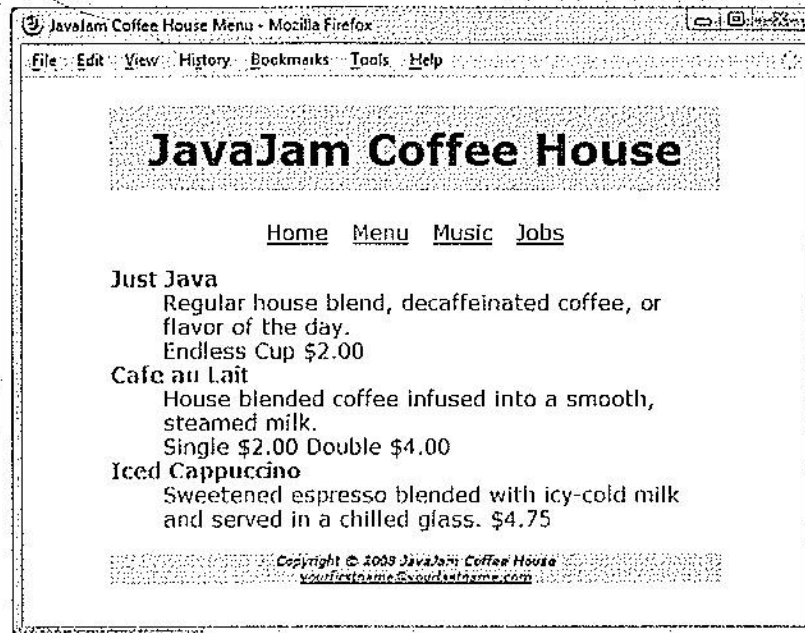 JavaJam Coffee House Menu - Mozilla Firefox
File Edit View History Bookmarks Tools Help
JavaJam Coffee House
Home Menu Music Jobs
Just Java
Regular house blend, decaffeinated coffee, or
flavor of the day.
Endless Cup $2.00
Cafe au Lait
House blended coffee infused into a smooth,
steamed milk.
Single $2.00 Double $4.00
Iced Cappuccino
Sweetened espresso blended with icy-cold milk
and served in a chilled glass. $4.75
Copyright © 2009 JavaJam Coffee House
yourfirstname@yourlastname.com